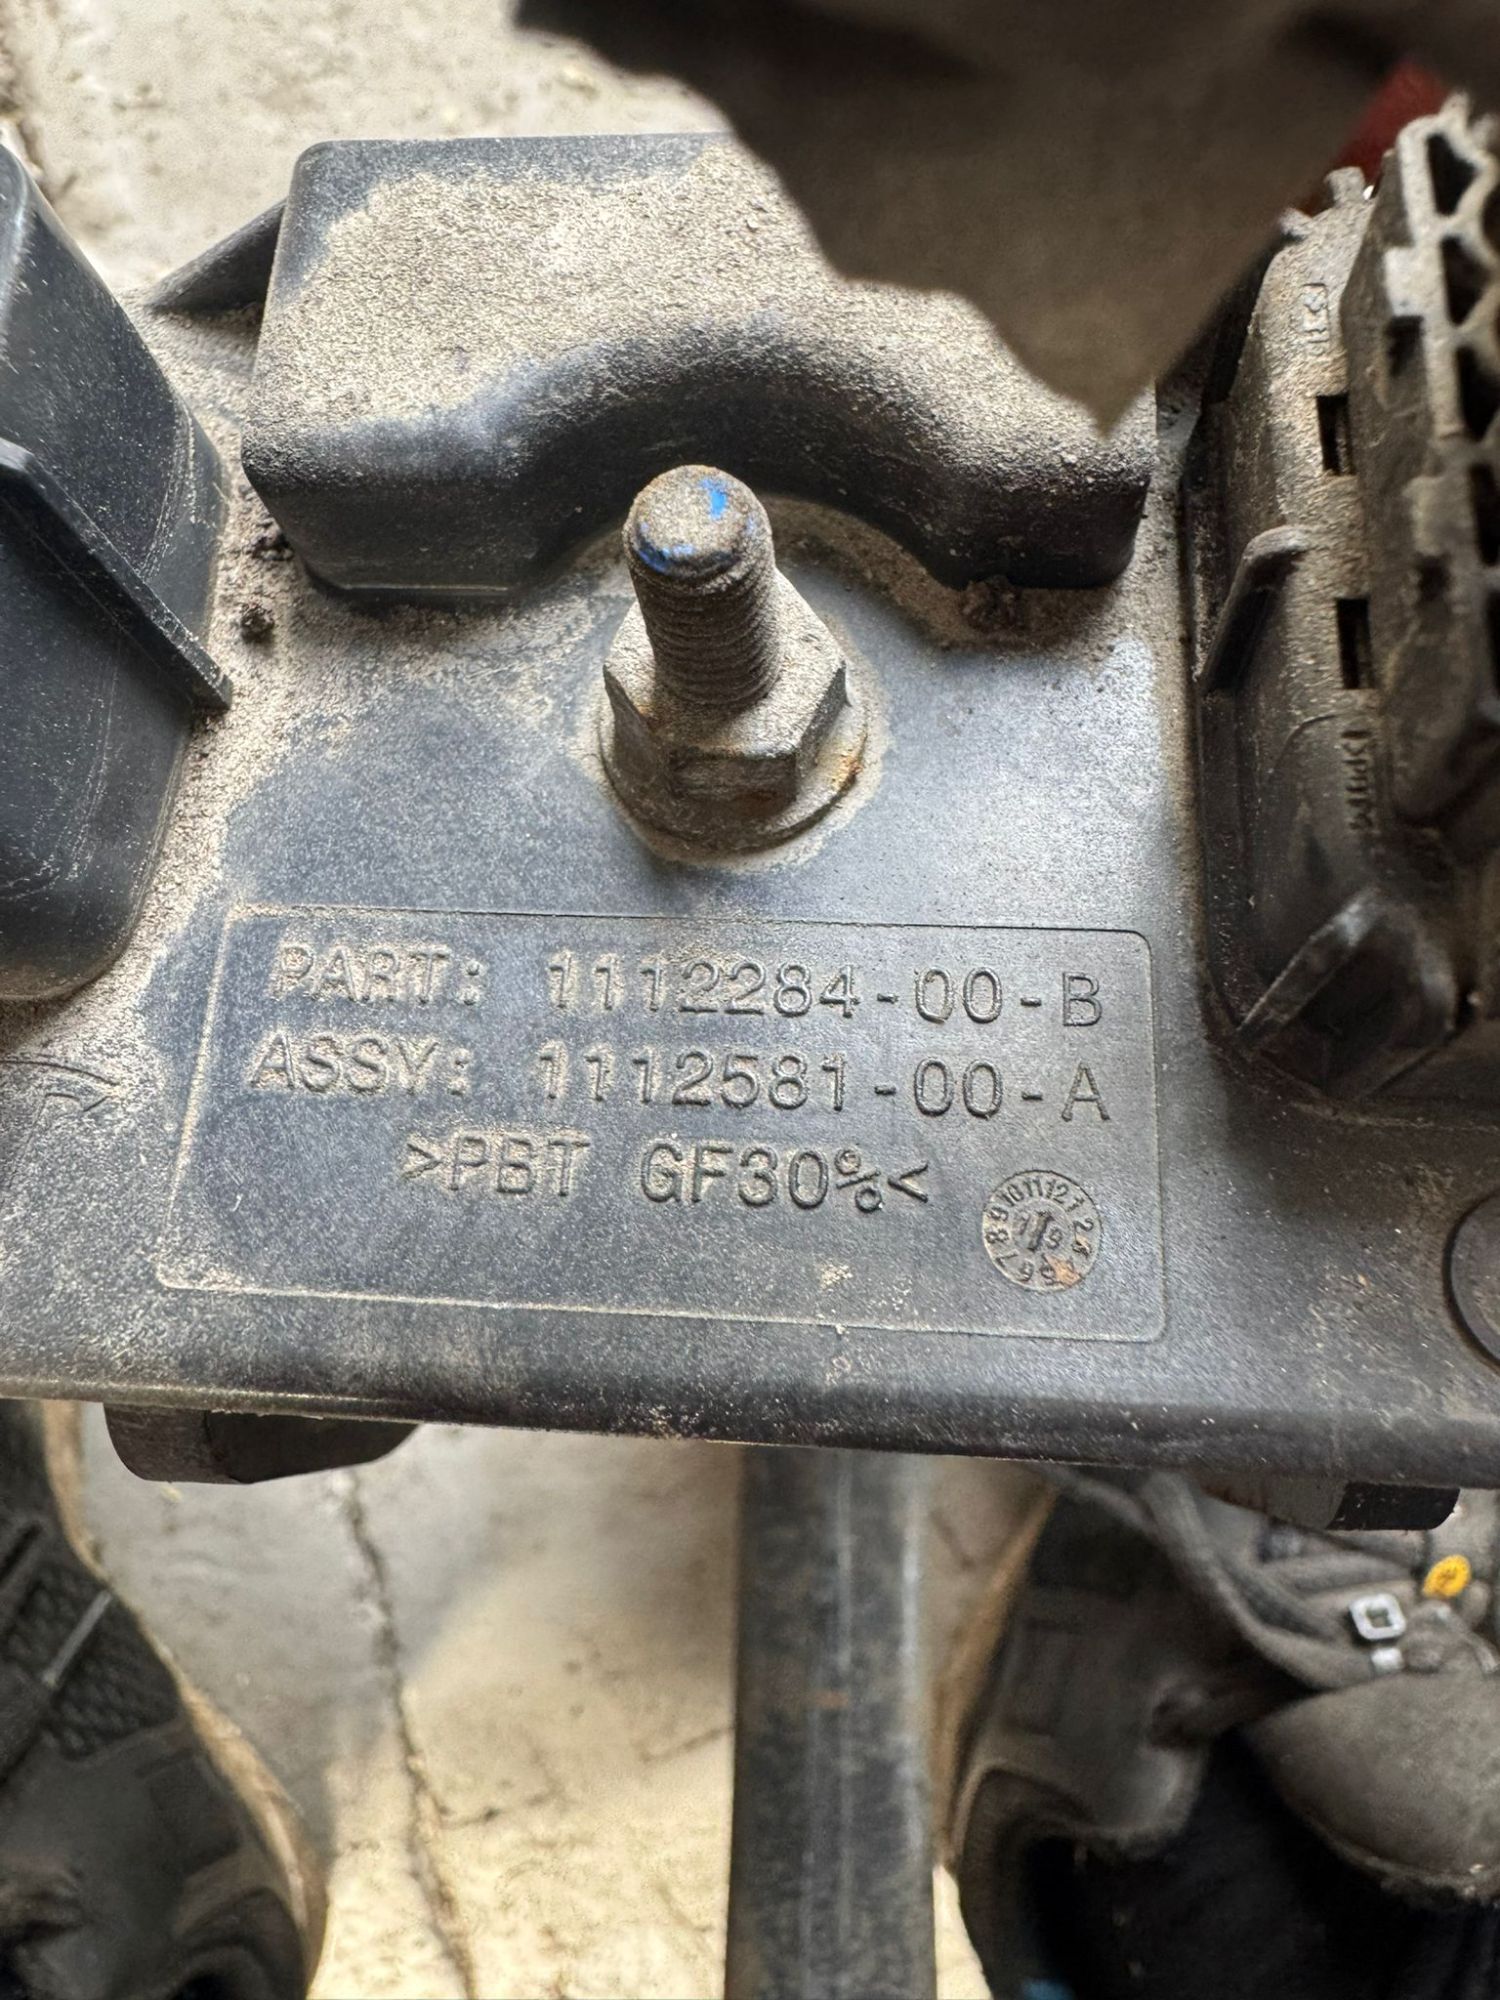 PART: 1112284-00-B
ASSY: 1112581-00-A
>PBT GF30%<